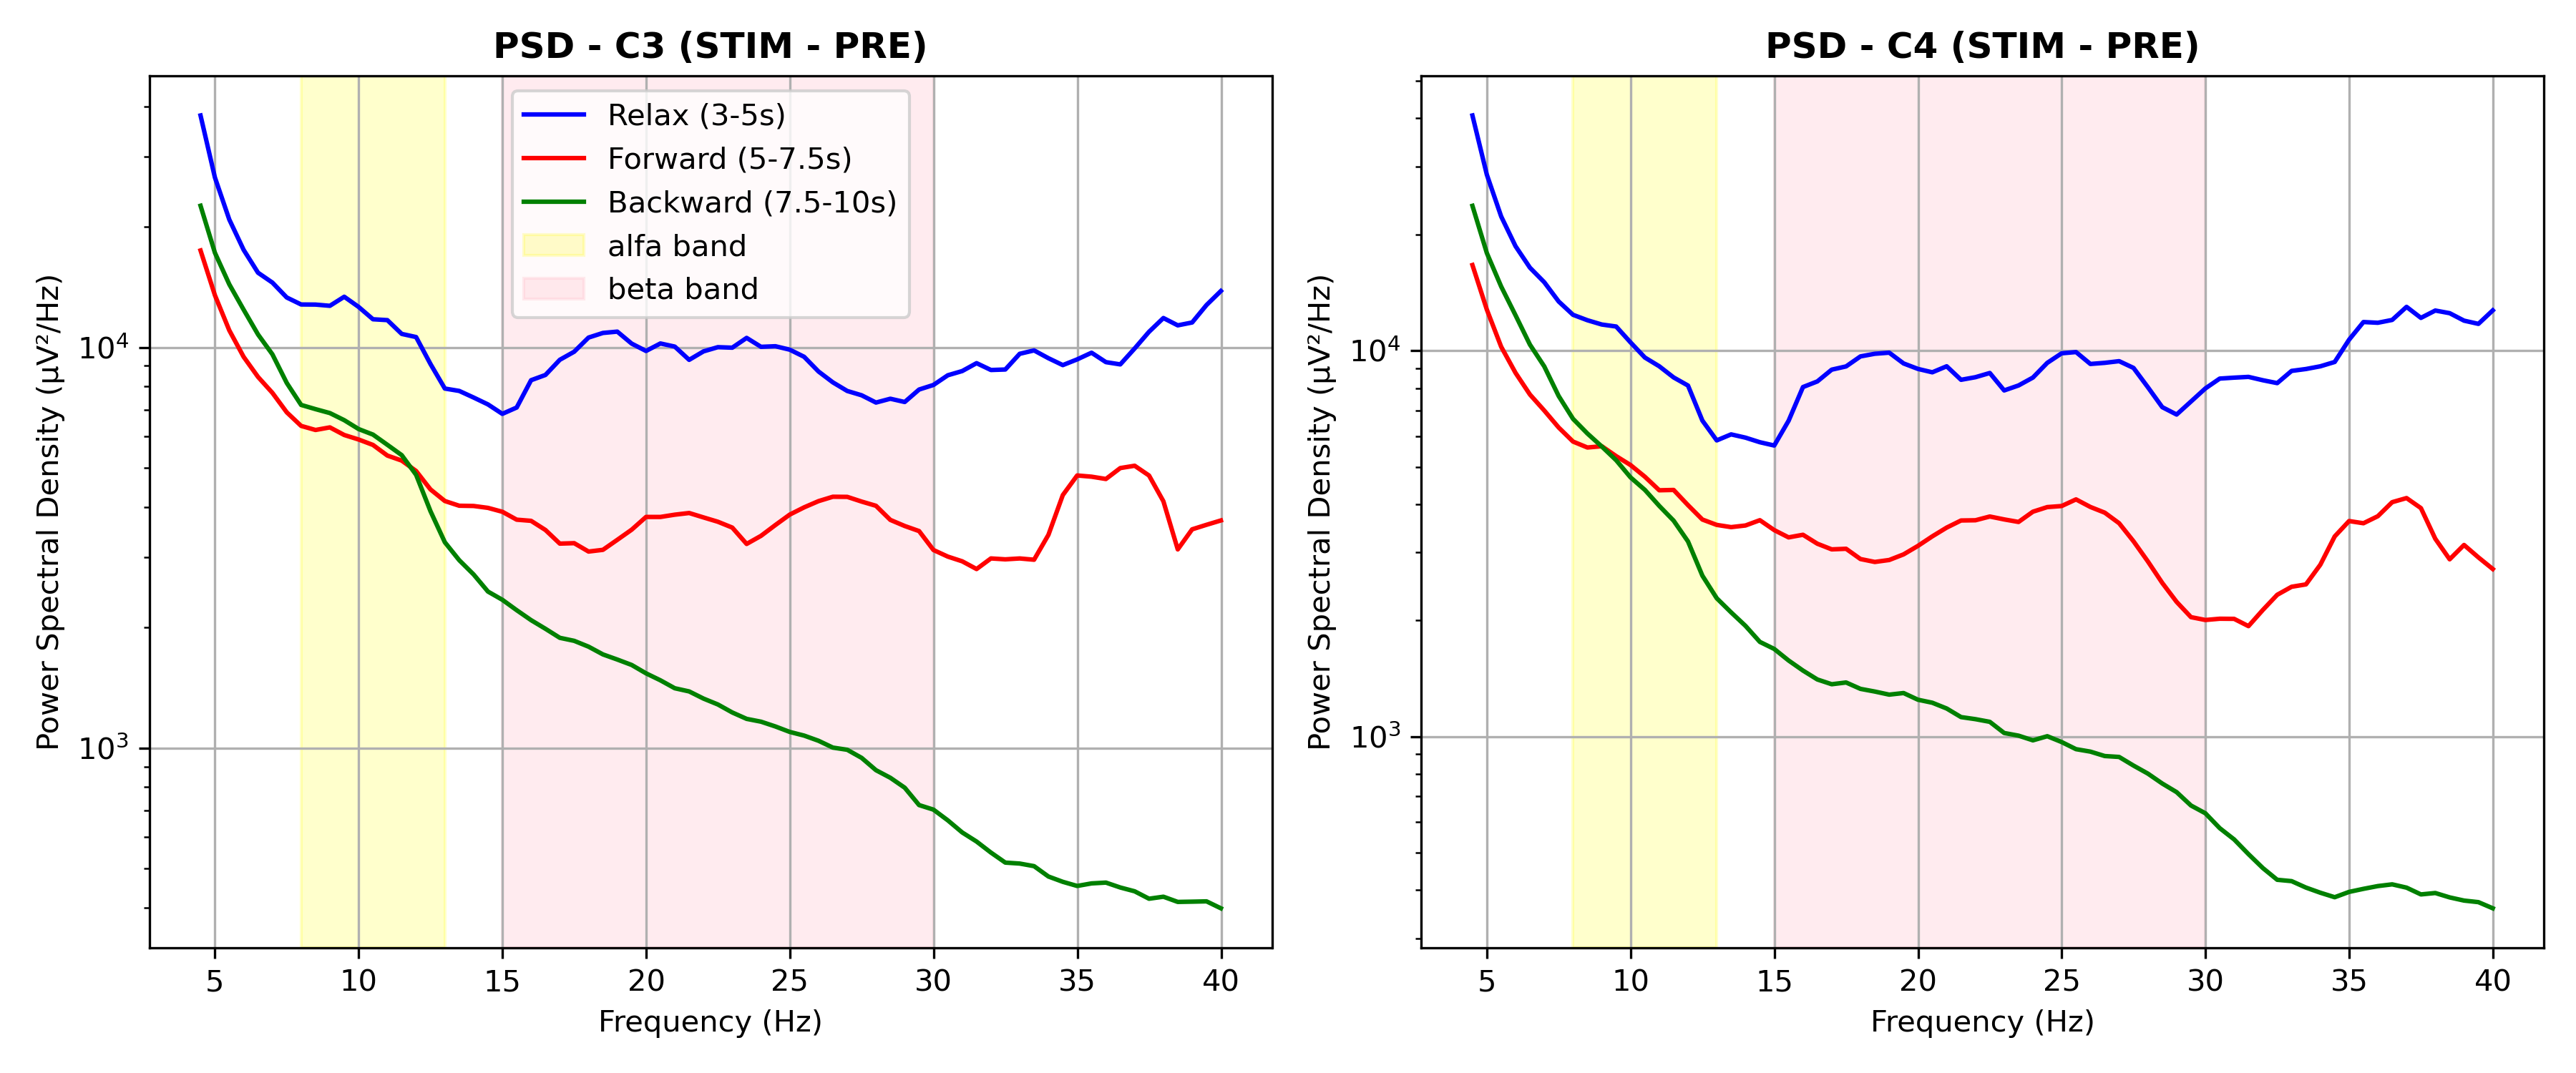 PSD - C3 (STIM - PRE)
Power Spectral Density (µV²/Hz)
10⁴
10³
Relax (3-5s)
Forward (5-7.5s)
Backward (7.5-10s)
alfa band
beta band
5 10 15 20 25 30 35 40
Frequency (Hz)
PSD - C4 (STIM - PRE)
Power Spectral Density (µV²/Hz)
10⁴
10³
5 10 15 20 25 30 35 40
Frequency (Hz)